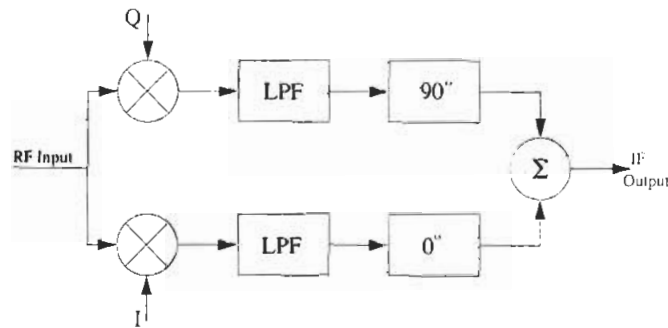 Q
LPF
90"
RF Input
Σ
IF
Output
LPF
0"
I